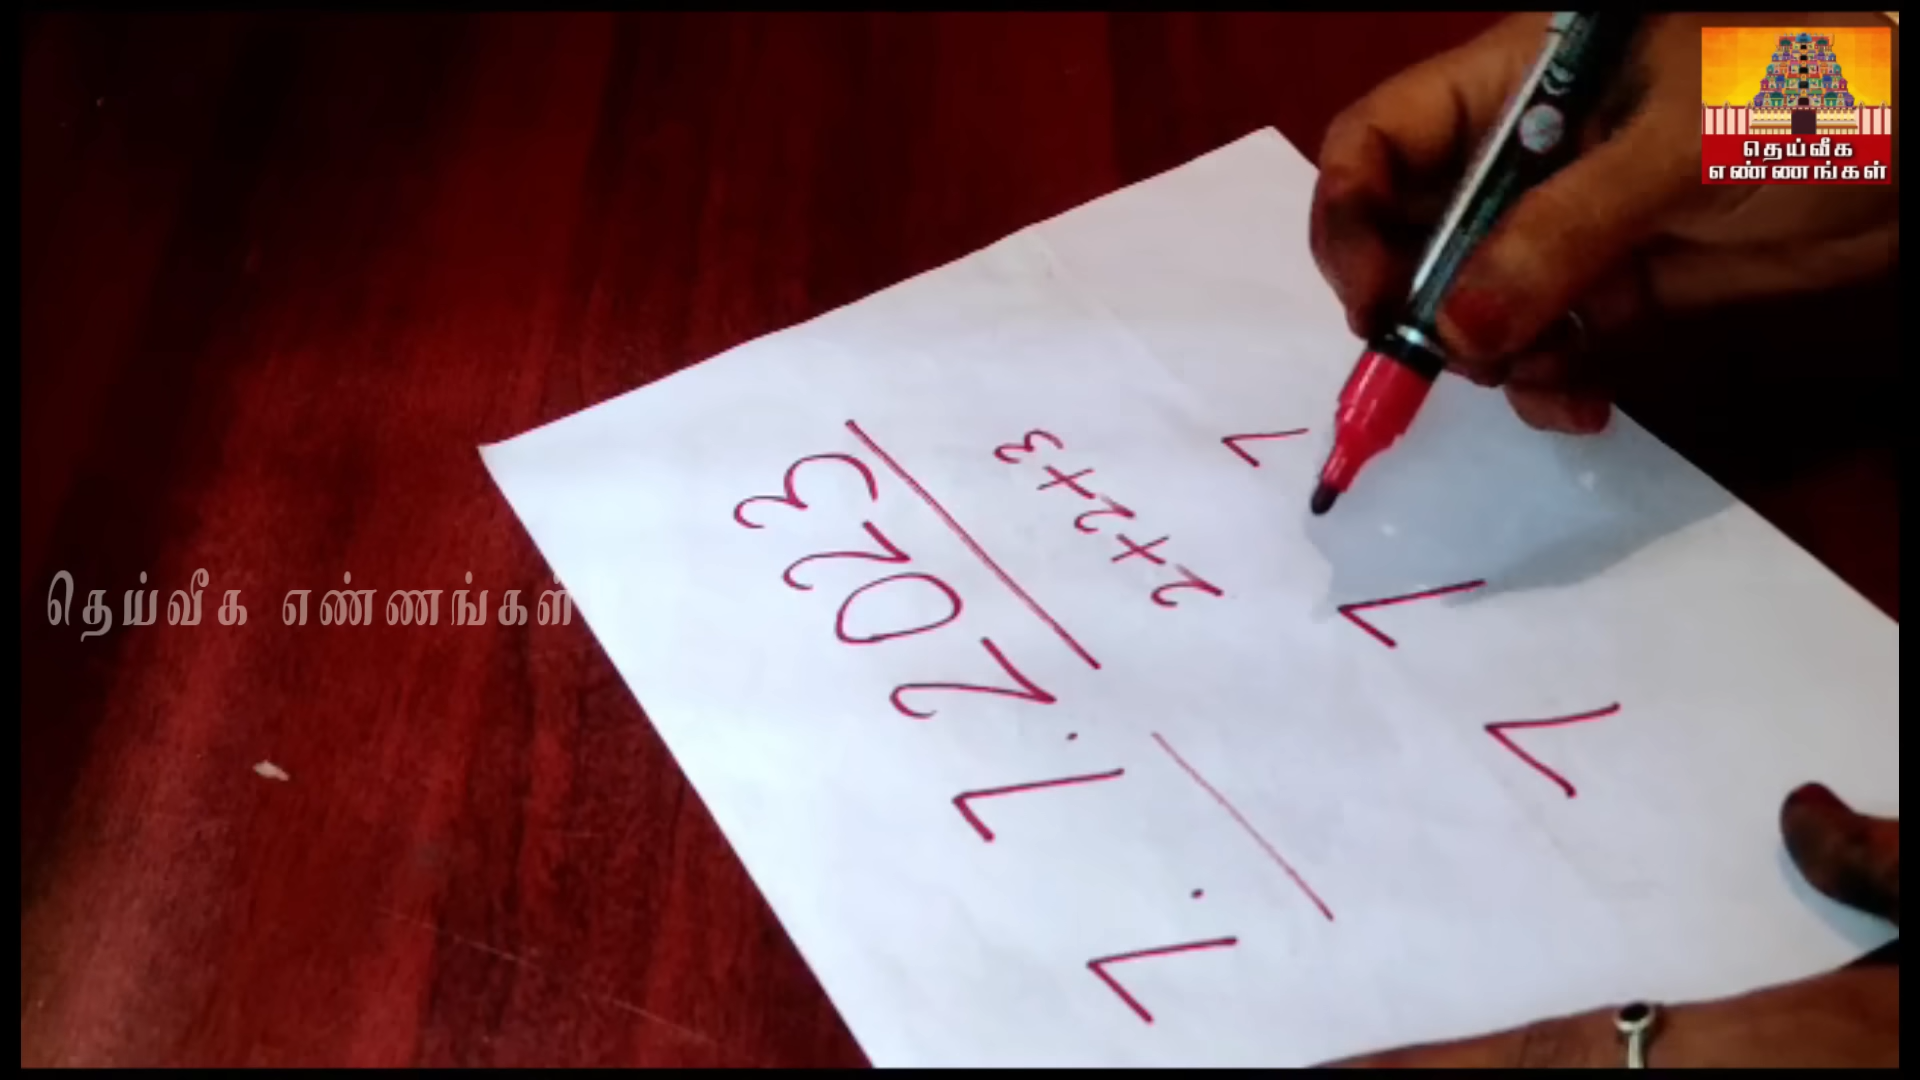 தெய்வீக
எண்ணங்கள்
தெய்வீக எண்ணங்கள்
7.7.2023
2+2+3
7 7 7